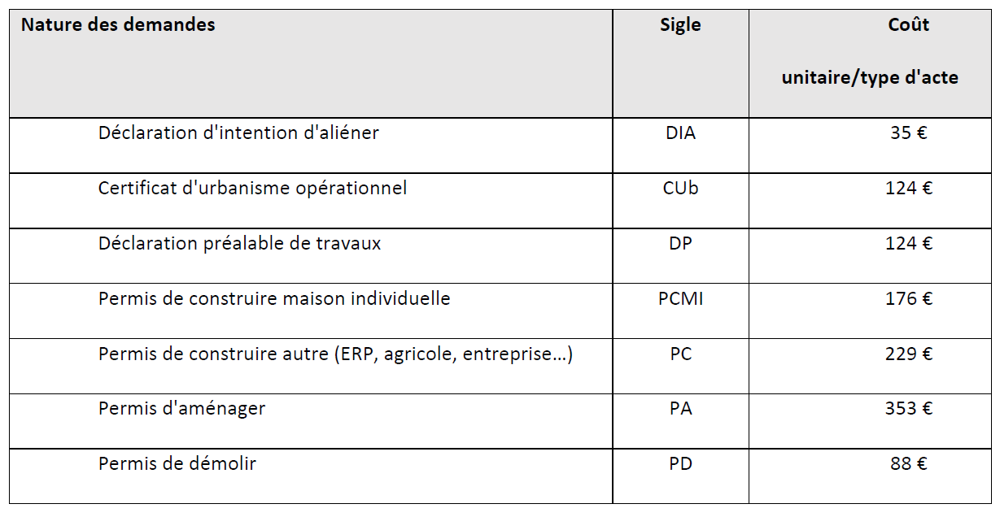 Nature des demandes Sigle Coût
unitaire/type d'acte
Déclaration d'intention d'aliéner DIA 35 €
Certificat d'urbanisme opérationnel CUb 124 €
Déclaration préalable de travaux DP 124 €
Permis de construire maison individuelle PCMI 176 €
Permis de construire autre (ERP, agricole, entreprise…) PC 229 €
Permis d'aménager PA 353 €
Permis de démolir PD 88 €